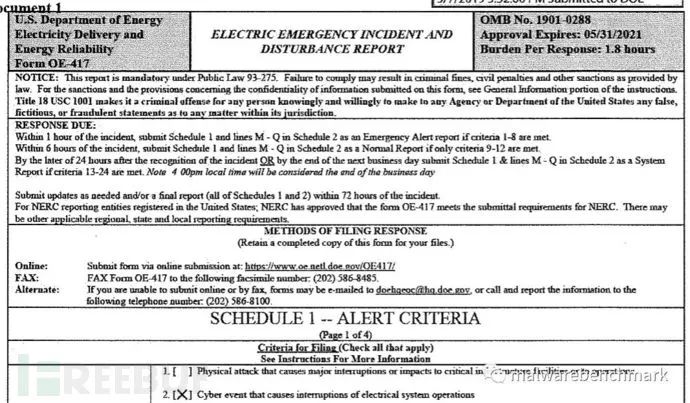 ocument 1
2019 3:52:00 PM Submitted to DOE
U.S. Department of Energy
Electricity Delivery and
Energy Reliability
Form OE-417
ELECTRIC EMERGENCY INCIDENT AND
DISTURBANCE REPORT
OMB No. 1901-0288
Approval Expires: 05/31/2021
Burden Per Response: 1.8 hours
NOTICE: This report is mandatory under Public Law 93-275. Failure to comply may result in criminal fines, civil penalties and other sanctions as provided by
law. For the sanctions and the provisions concerning the confidentiality of information submitted on this form, see General Information portion of the instructions.
Title 18 USC 1001 makes it a criminal offense for any person knowingly and willingly to make to any Agency or Department of the United States any false,
fictitious, or fraudulent statements as to any matter within its jurisdiction.
RESPONSE DUE:
Within 1 hour of the incident, submit Schedule 1 and lines M - Q in Schedule 2 as an Emergency Alert report if criteria 1-8 are met.
Within 6 hours of the incident, submit Schedule 1 and lines M - Q in Schedule 2 as a Normal Report if only criteria 9-12 are met.
By the later of 24 hours after the recognition of the incident OR by the end of the next business day submit Schedule 1 & lines M - Q in Schedule 2 as a System
Report if criteria 13-24 are met. Note 4 00pm local time will be considered the end of the business day
Submit updates as needed and/or a final report (all of Schedules 1 and 2) within 72 hours of the incident.
For NERC reporting entities registered in the United States; NERC has approved that the form OE-417 meets the submittal requirements for NERC. There may
be other applicable regional, state and local reporting requirements.
METHODS OF FILING RESPONSE
(Retain a completed copy of this form for your files.)
Online: Submit form via online submission at: https://www.oe.netl.doe.gov/OE417/
FAX: FAX Form OE-417 to the following facsimile number: (202) 586-8485.
Alternate: If you are unable to submit online or by fax, forms may be e-mailed to doehqeoc@hq.doe.gov, or call and report the information to the
following telephone number: (202) 586-8100.
SCHEDULE 1 -- ALERT CRITERIA
(Page 1 of 4)
Criteria for Filing (Check all that apply)
See Instructions For More Information
1. [ ] Physical attack that causes major interruptions or impacts to critical infrastructure facilities or to operations
2. [X] Cyber event that causes interruptions of electrical system operations
FREEBUF
malwarebenchmark